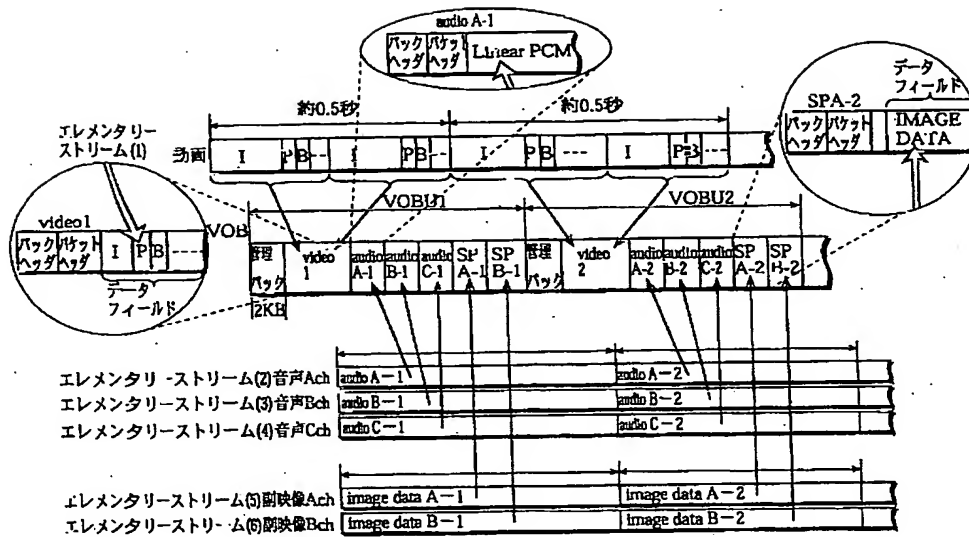 audio A-1
パック ヘッダ
パケット ヘッダ
Linear PCM
データ フィールド
SPA-2
パック ヘッダ
パケット ヘッダ
IMAGE DATA
約0.5秒
約0.5秒
エレメンタリー ストリーム(1)
動画
I
P
B
I
P
B
I
P
B
I
P
B
video1
パック ヘッダ
パケット ヘッダ
I
P
B
データ フィールド
VOB
VOBU1
VOBU2
管理 パック
video 1
audio A-1
audio B-1
audio C-1
SP A-1
SP B-1
管理 パック
video 2
audio A-2
audio B-2
audio C-2
SP A-2
SP B-2
2KB
エレメンタリーストリーム(2)音声Ach
audio A-1
audio A-2
エレメンタリーストリーム(3)音声Bch
audio B-1
audio B-2
エレメンタリーストリーム(4)音声Cch
audio C-1
audio C-2
エレメンタリーストリーム(5)副映像Ach
image data A-1
image data A-2
エレメンタリーストリーム(6)副映像Bch
image data B-1
image data B-2